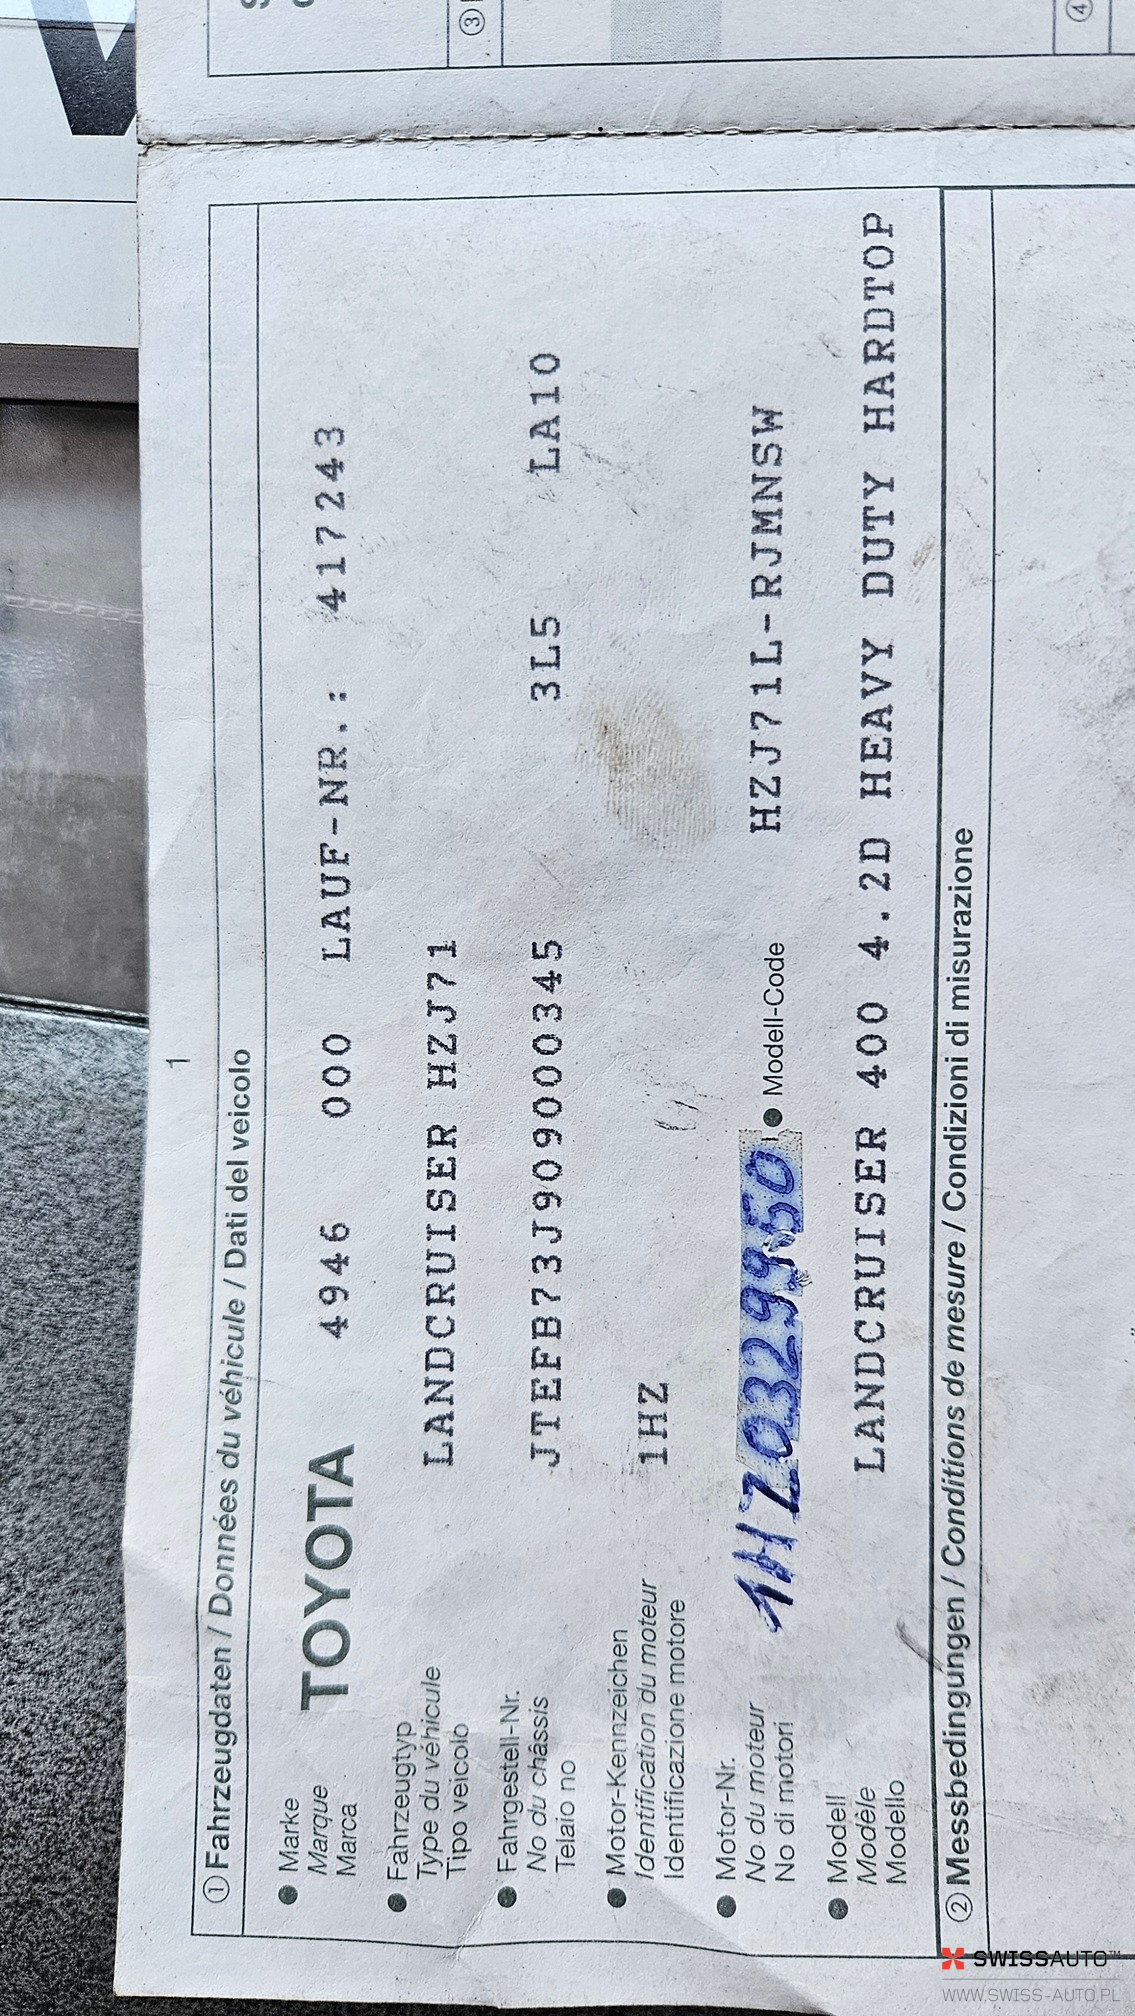 1
① Fahrzeugdaten / Données du véhicule / Dati del veicolo
● Marke
Marque
Marca
TOYOTA 4946 000 LAUF-NR.: 417243
● Fahrzeugtyp
Type du véhicule
Tipo veicolo
LANDCRUISER HZJ71
● Fahrgestell-Nr.
No du châssis
Telaio no
JTEFB73J909000345 3L5 LA10
● Motor-Kennzeichen
Identification du moteur
Identificazione motore
1HZ
● Motor-Nr.
No du moteur
No di motori
1HZ0329950
● Modell-Code
HZJ71L-RJMNSW
● Modell
Modèle
Modello
LANDCRUISER 400 4.2D HEAVY DUTY HARDTOP
② Messbedingungen / Conditions de mesure / Condizioni di misurazione
③
④
SWISSAUTO™
WWW.SWISS-AUTO.PL